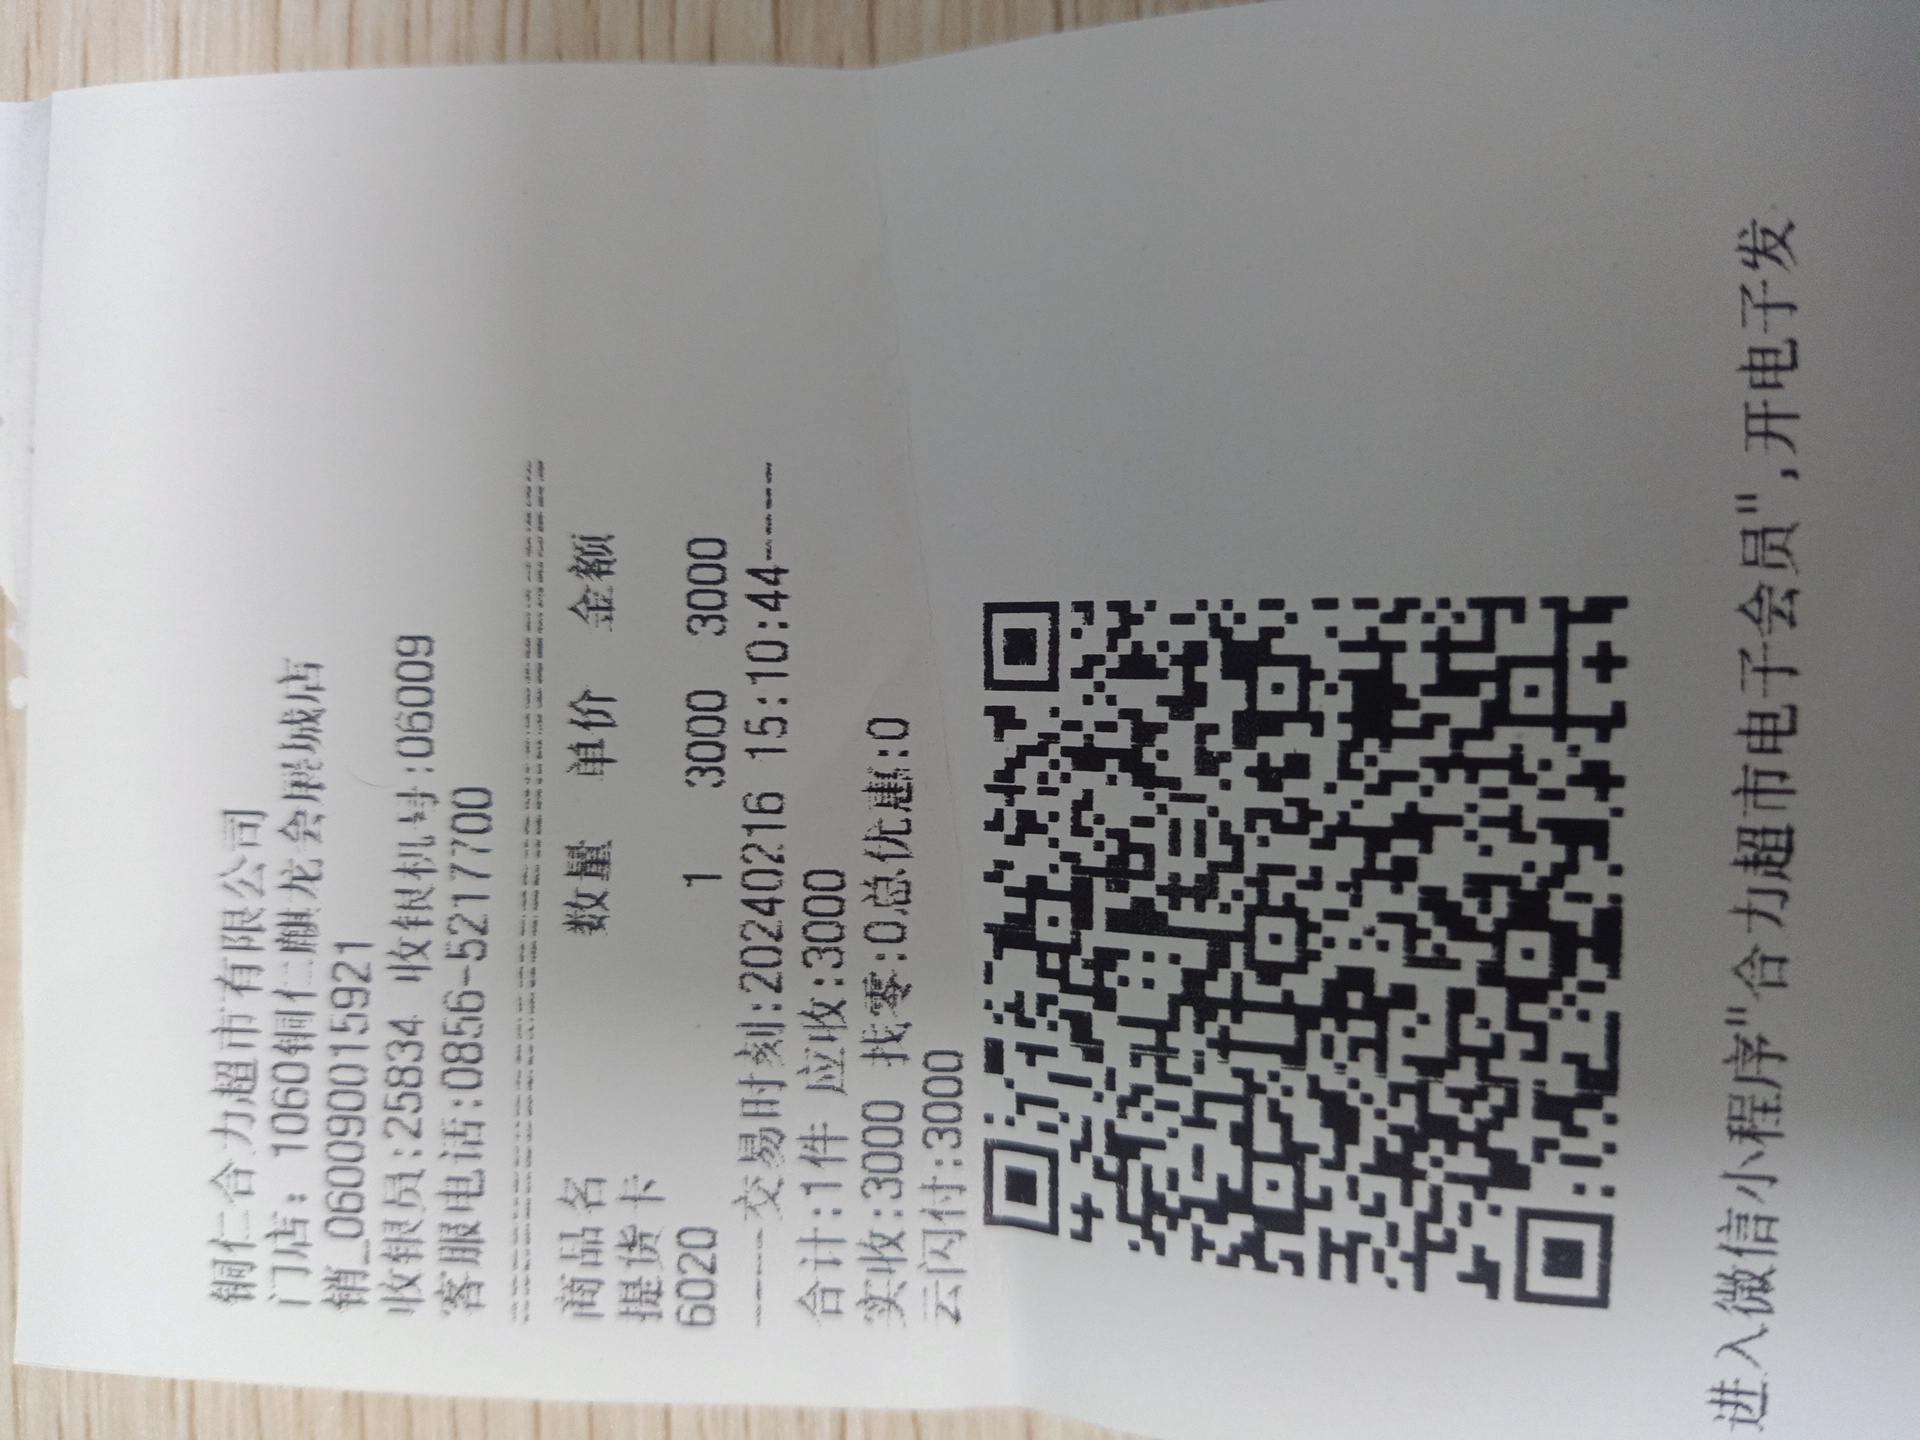 铜仁合力超市有限公司
门店: 1060铜仁麒龙会展城店
销_0600900015921
收银员:25834 收银机号:06009
客服电话:0856-5217700
商品名 数量 单价 金额
提货卡
6020 1 3000 3000
-----交易时刻:20240216 15:10:44-----
合计:1件 应收:3000
实收:3000 找零:0总优惠:0
云闪付:3000
进入微信小程序"合力超市电子会员",开电子发